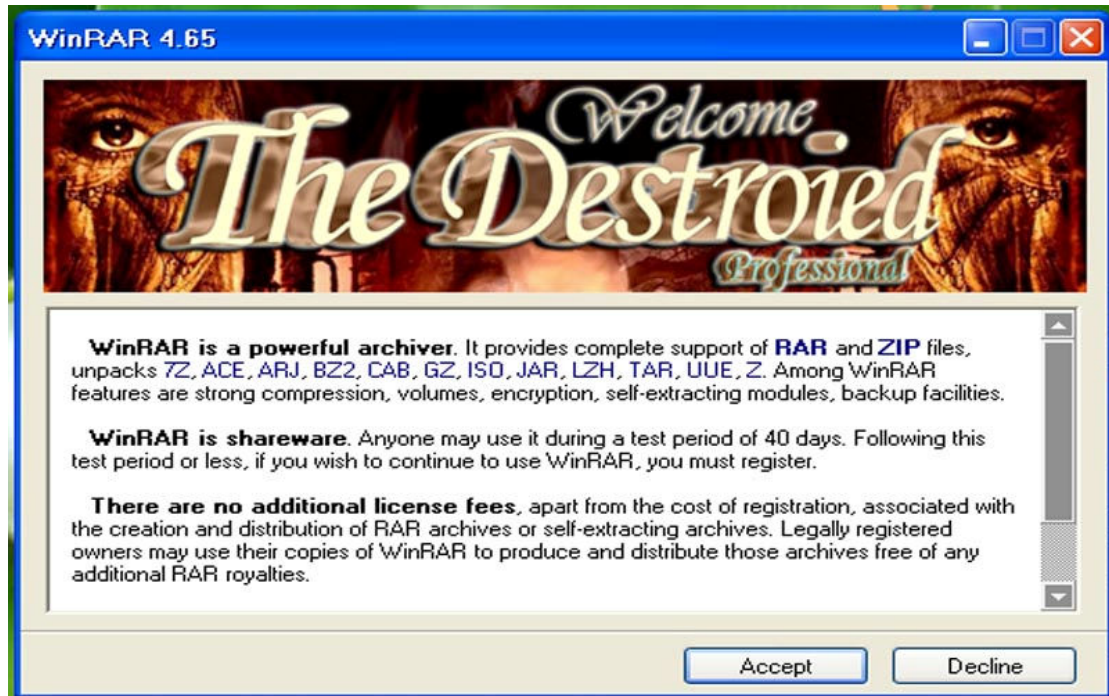 WinRAR 4.65
Welcome
The Destroied
Professional
WinRAR is a powerful archiver. It provides complete support of RAR and ZIP files,
unpacks 7Z, ACE, ARJ, BZ2, CAB, GZ, ISO, JAR, LZH, TAR, UUE, Z. Among WinRAR
features are strong compression, volumes, encryption, self-extracting modules, backup facilities.
WinRAR is shareware. Anyone may use it during a test period of 40 days. Following this
test period or less, if you wish to continue to use WinRAR, you must register.
There are no additional license fees, apart from the cost of registration, associated with
the creation and distribution of RAR archives or self-extracting archives. Legally registered
owners may use their copies of WinRAR to produce and distribute those archives free of any
additional RAR royalties.
Accept
Decline